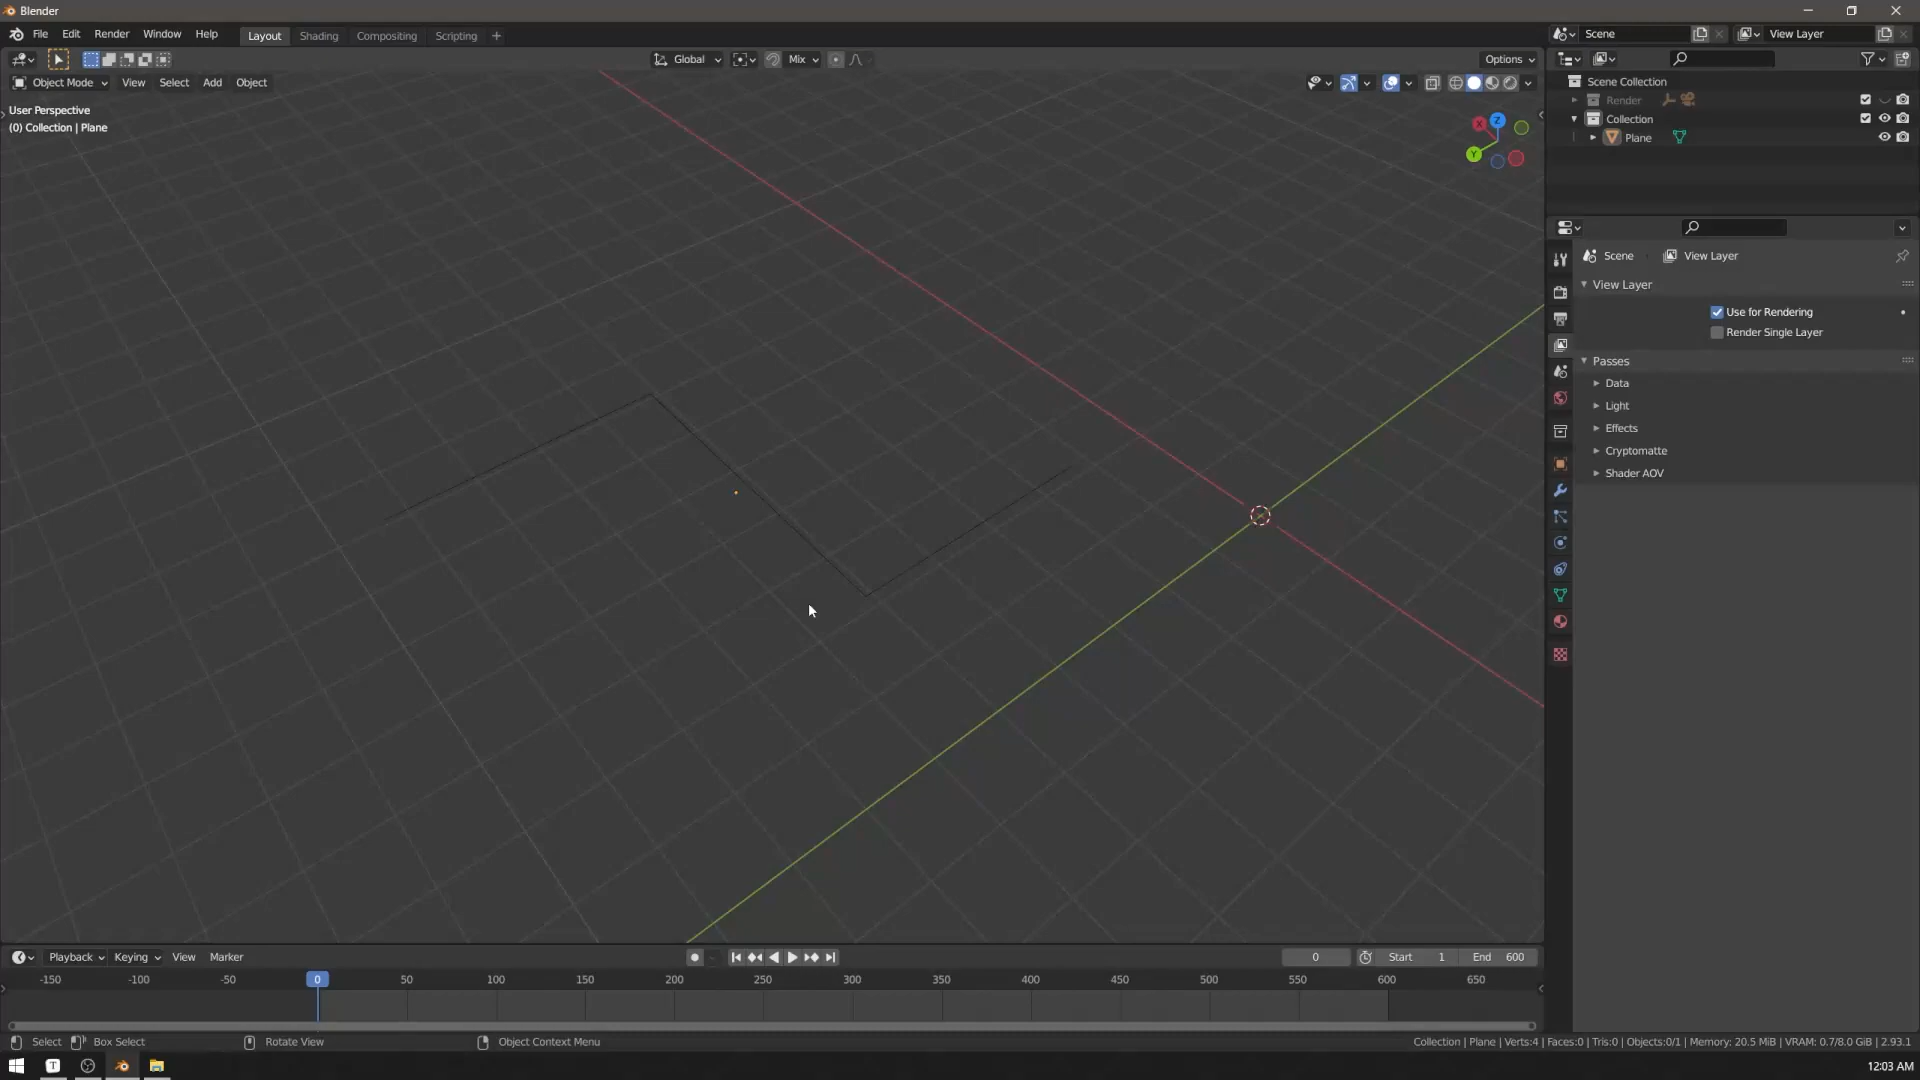 Blender
File Edit Render Window Help Layout Shading Compositing Scripting +
Scene View Layer
Global Mix Options
Object Mode View Select Add Object
User Perspective
(0) Collection | Plane
X Z Y
Scene Collection
Render
Collection
Plane
Scene View Layer
View Layer
Use for Rendering
Render Single Layer
Passes
Data
Light
Effects
Cryptomatte
Shader AOV
Playback Keying View Marker 0 Start 1 End 600
-150 -100 -50 0 50 100 150 200 250 300 350 400 450 500 550 600 650
Select Box Select Rotate View Object Context Menu Collection | Plane | Verts:4 | Faces:0 | Tris:0 | Objects:0/1 | Memory: 20.5 MiB | VRAM: 0.7/8.0 GiB | 2.93.1
T 12:03 AM